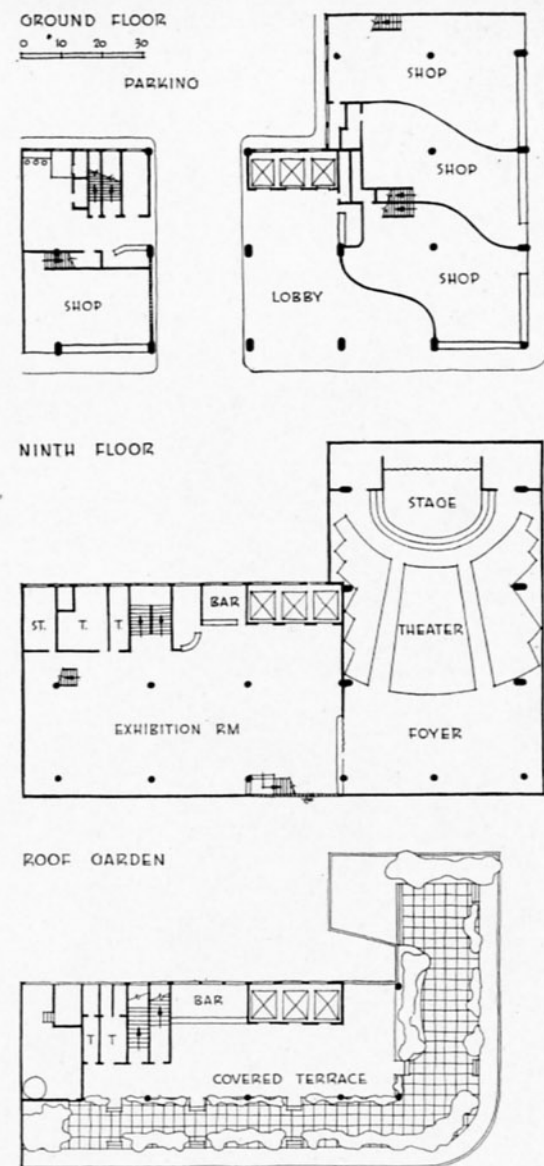 GROUND FLOOR
0 10 20 30
PARKING
SHOP
SHOP
SHOP
LOBBY
SHOP
NINTH FLOOR
STAGE
BAR
ST. T. T.
THEATER
EXHIBITION RM
FOYER
ROOF GARDEN
BAR
T T
COVERED TERRACE